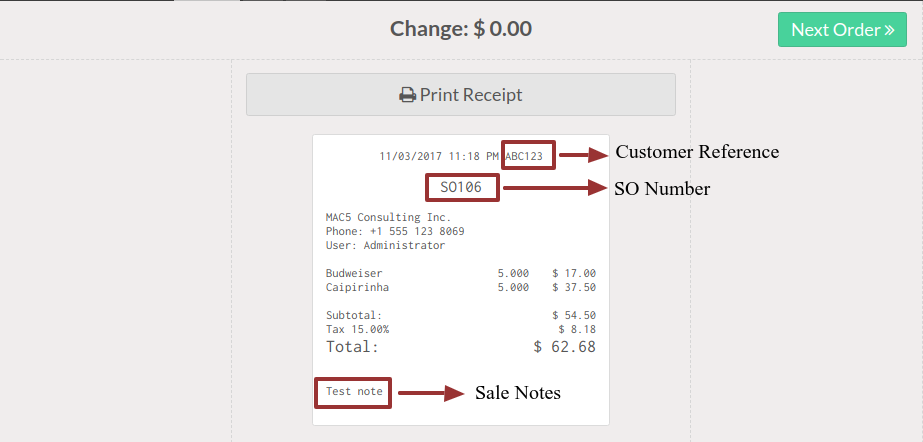 Change: $ 0.00
Next Order »
Print Receipt
11/03/2017 11:18 PM ABC123
Customer Reference
SO106
SO Number
MAC5 Consulting Inc.
Phone: +1 555 123 8069
User: Administrator
Budweiser 5.000 $ 17.00
Caipirinha 5.000 $ 37.50
Subtotal: $ 54.50
Tax 15.00% $ 8.18
Total: $ 62.68
Test note
Sale Notes